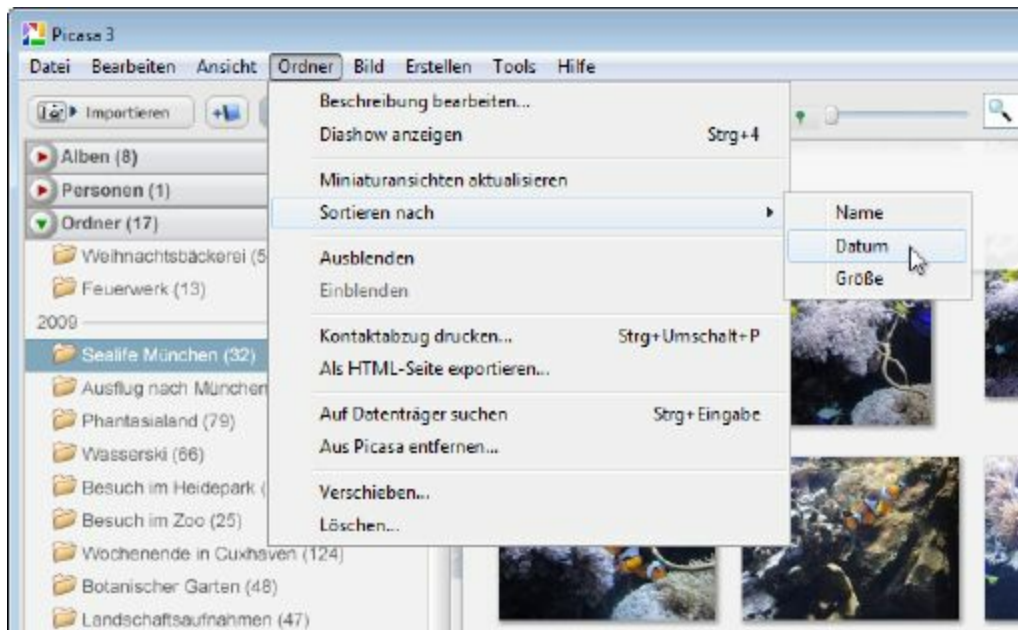 Picasa 3
Datei Bearbeiten Ansicht Ordner Bild Erstellen Tools Hilfe
Importieren
Alben (8)
Personen (1)
Ordner (17)
Weihnachtsbäckerei (5
Feuerwerk (13)
2009
Sealife München (32)
Ausflug nach München
Phantasialand (79)
Wasserski (66)
Besuch im Heidepark (
Besuch im Zoo (25)
Wochenende in Cuxhaven (124)
Botanischer Garten (48)
Landschaftsaufnahmen (47)
Beschreibung bearbeiten...
Diashow anzeigen Strg+4
Miniaturansichten aktualisieren
Sortieren nach
Ausblenden
Einblenden
Kontaktabzug drucken... Strg+Umschalt+P
Als HTML-Seite exportieren...
Auf Datenträger suchen Strg+Eingabe
Aus Picasa entfernen...
Verschieben...
Löschen...
Name
Datum
Größe